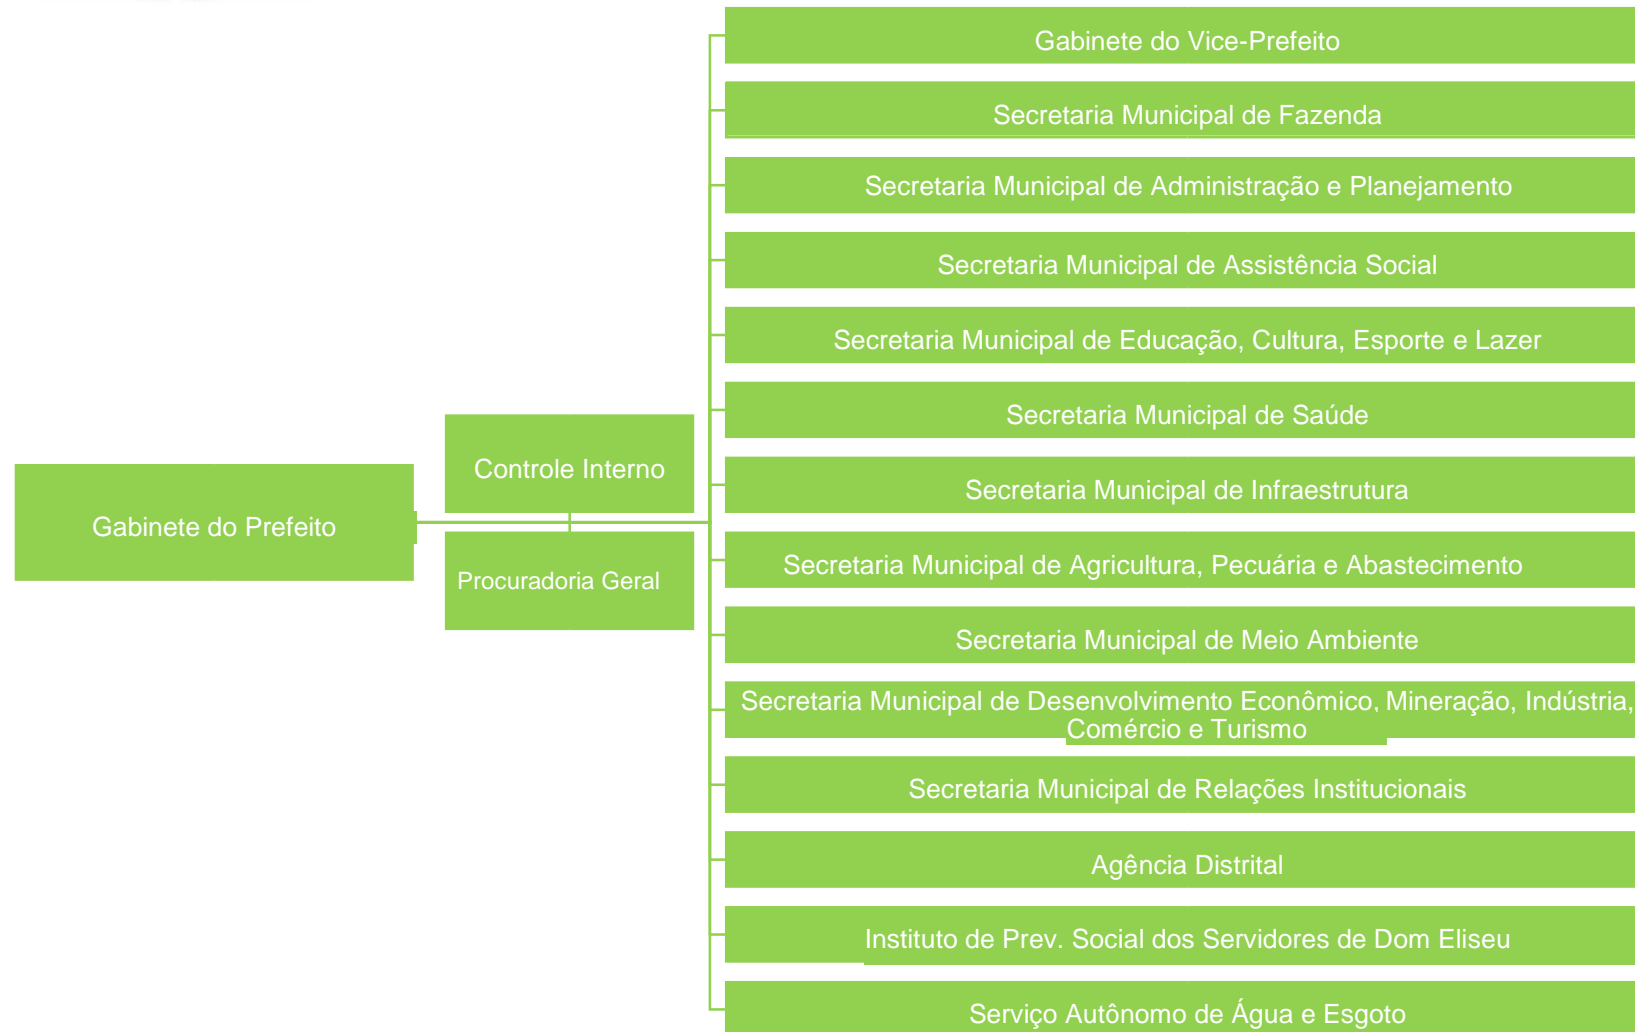 Gabinete do Prefeito
Controle Interno
Procuradoria Geral
Gabinete do Vice-Prefeito
Secretaria Municipal de Fazenda
Secretaria Municipal de Administração e Planejamento
Secretaria Municipal de Assistência Social
Secretaria Municipal de Educação, Cultura, Esporte e Lazer
Secretaria Municipal de Saúde
Secretaria Municipal de Infraestrutura
Secretaria Municipal de Agricultura, Pecuária e Abastecimento
Secretaria Municipal de Meio Ambiente
Secretaria Municipal de Desenvolvimento Econômico, Mineração, Indústria,
Comércio e Turismo
Secretaria Municipal de Relações Institucionais
Agência Distrital
Instituto de Prev. Social dos Servidores de Dom Eliseu
Serviço Autônomo de Água e Esgoto